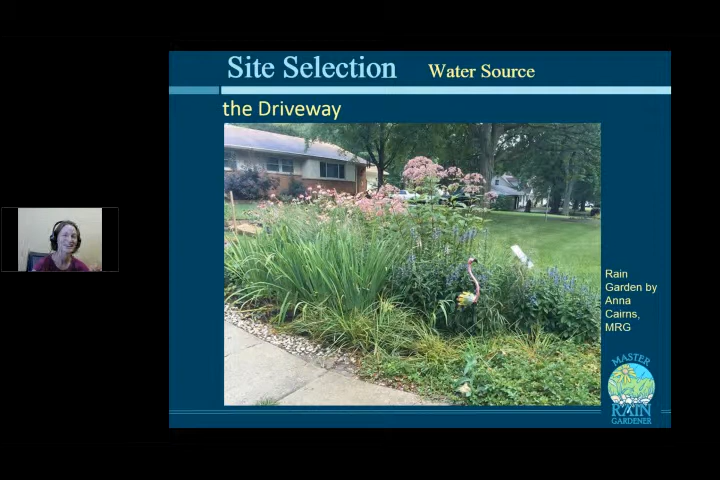 Site Selection Water Source
the Driveway
Rain
Garden by
Anna
Cairns,
MRG
MASTER
RAIN
GARDENER